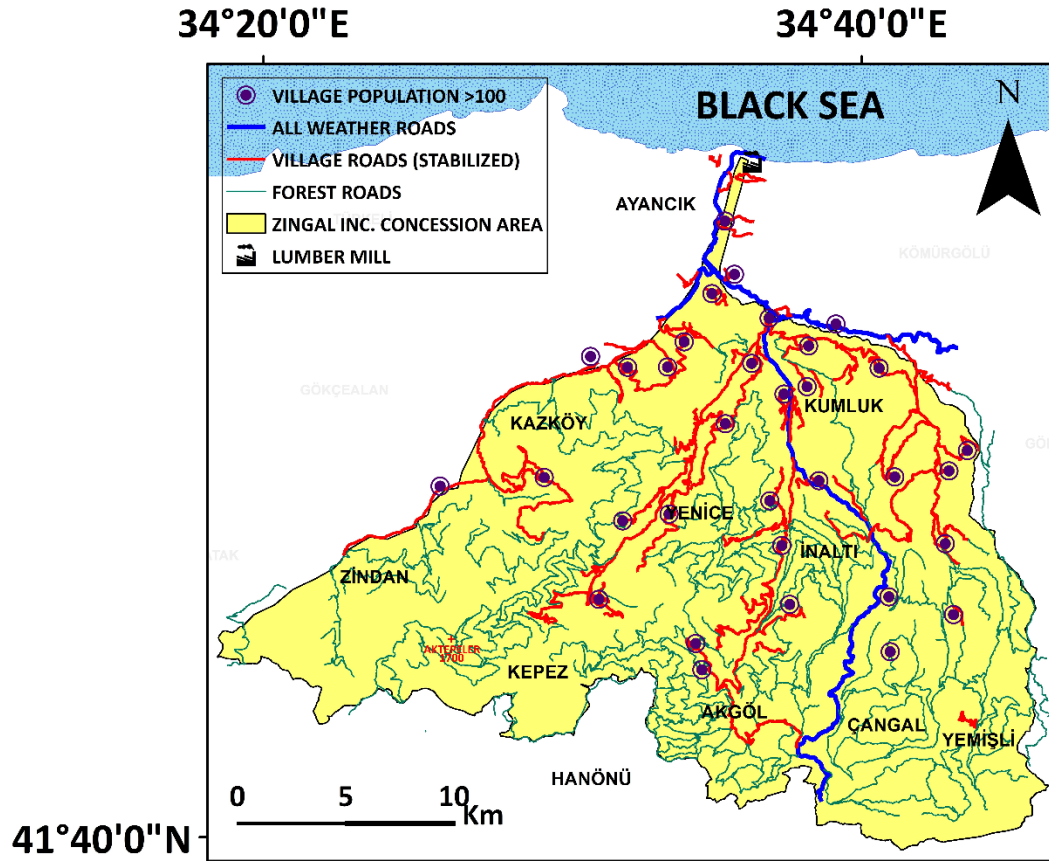 34°20'0"E
34°40'0"E
VILLAGE POPULATION >100
ALL WEATHER ROADS
VILLAGE ROADS (STABILIZED)
FOREST ROADS
ZINGAL INC. CONCESSION AREA
LUMBER MILL
BLACK SEA
N
AYANCIK
KÖMÜRGÖLÜ
GÖKÇEALAN
KAZKÖY
KUMLUK
YENİCE
İNALTI
ATAK
ZİNDAN
AKTEPELER
1700
KEPEZ
AKGÖL
ÇANGAL
YEMİŞLİ
HANÖNÜ
0
5
10
Km
41°40'0"N